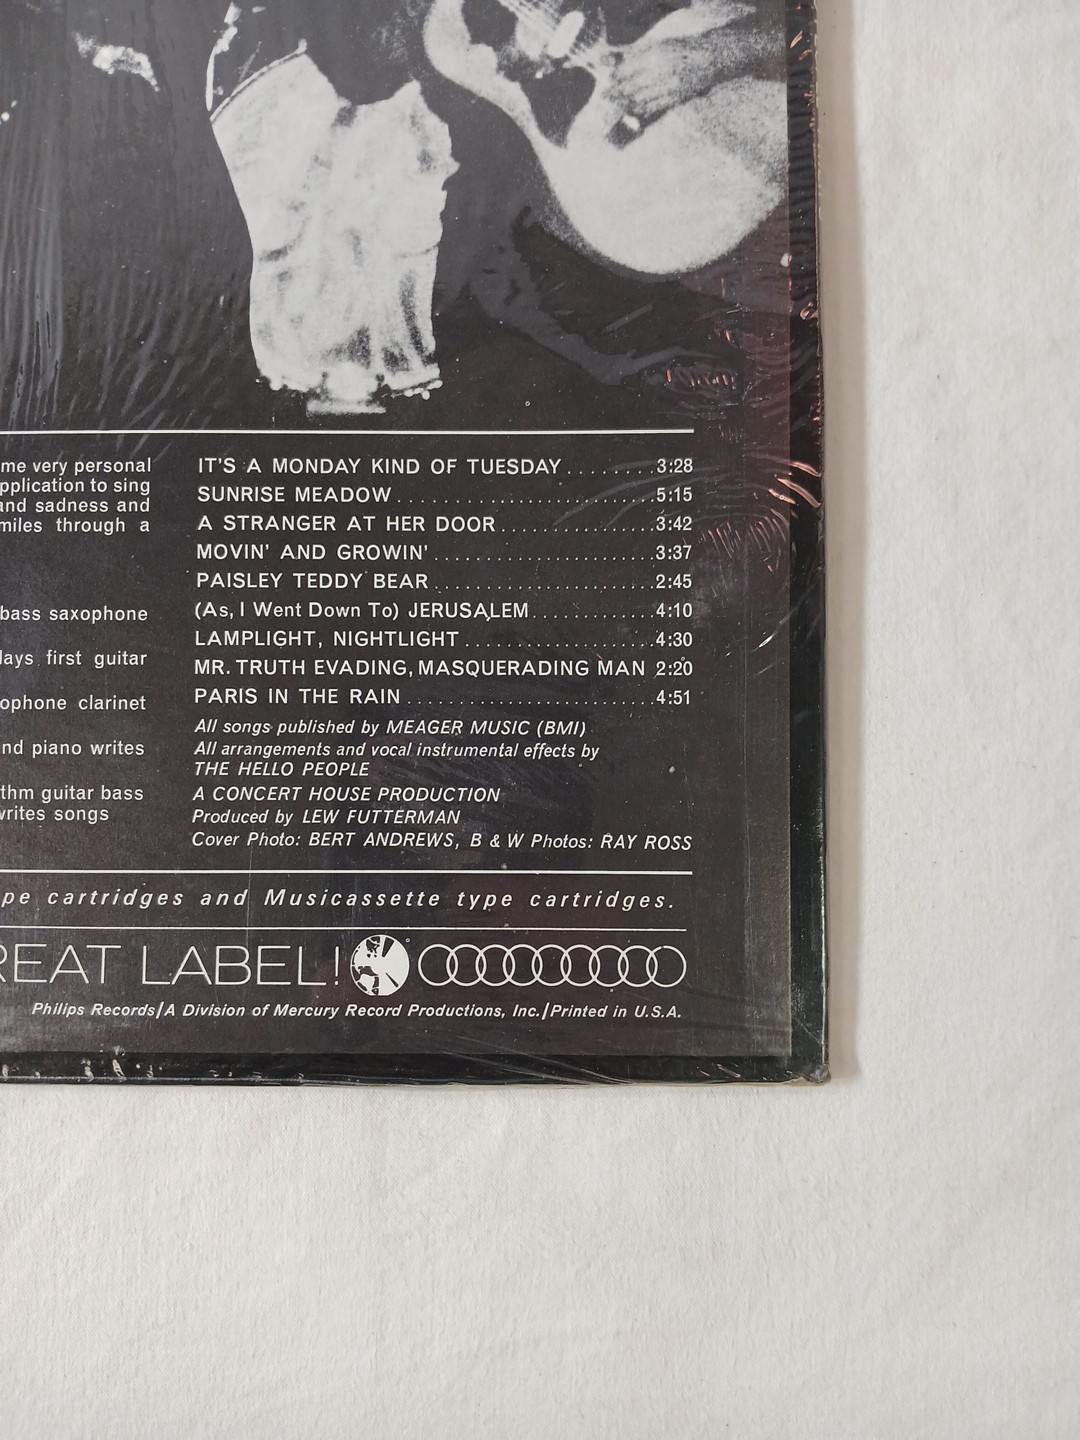 me very personal
pplication to sing
and sadness and
miles through a
bass saxophone
lays first guitar
ophone clarinet
nd piano writes
thm guitar bass
writes songs
IT'S A MONDAY KIND OF TUESDAY........3:28
SUNRISE MEADOW........................5:15
A STRANGER AT HER DOOR..............3:42
MOVIN' AND GROWIN'....................3:37
PAISLEY TEDDY BEAR....................2:45
(As, I Went Down To) JERUSALEM...........4:10
LAMPLIGHT, NIGHTLIGHT.................4:30
MR. TRUTH EVADING, MASQUERADING MAN 2:20
PARIS IN THE RAIN.......................4:51
All songs published by MEAGER MUSIC (BMI)
All arrangements and vocal instrumental effects by
THE HELLO PEOPLE
A CONCERT HOUSE PRODUCTION
Produced by LEW FUTTERMAN
Cover Photo: BERT ANDREWS, B & W Photos: RAY ROSS
pe cartridges and Musicassette type cartridges.
REAT LABEL!
Philips Records/A Division of Mercury Record Productions, Inc./Printed in U.S.A.